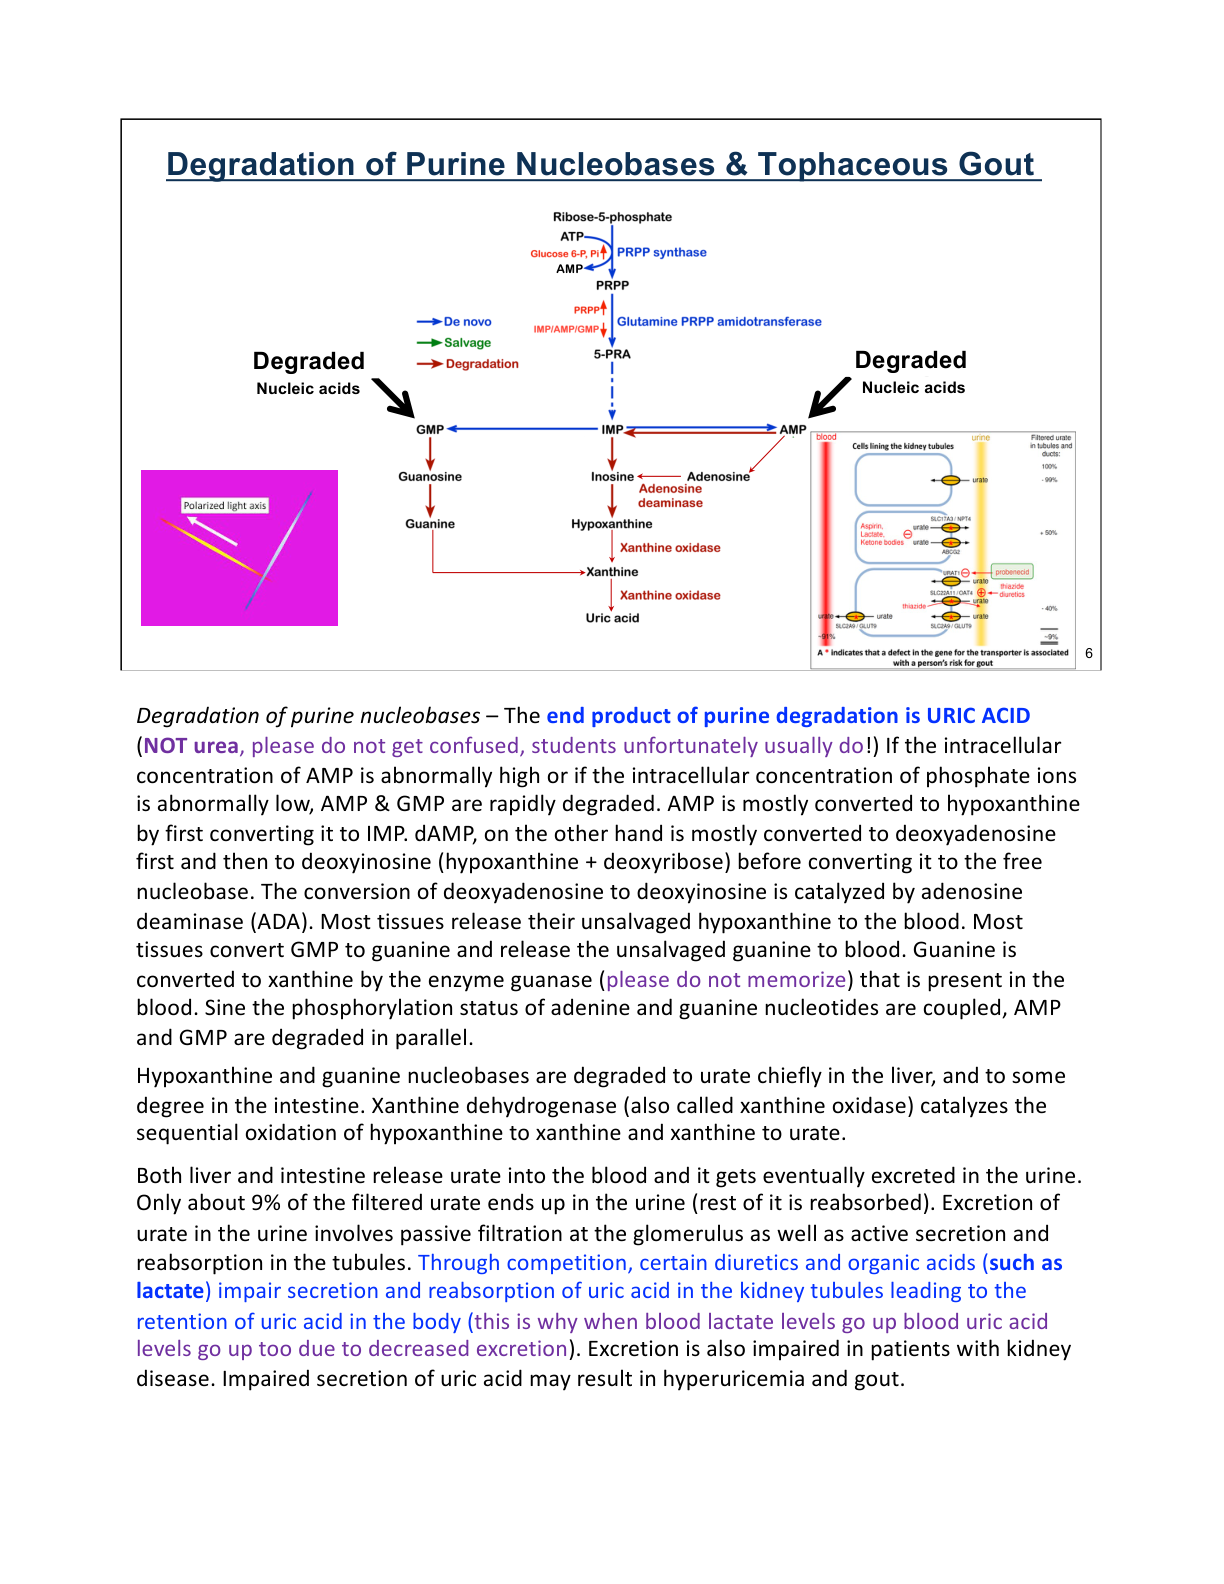 Degradation of Purine Nucleobases & Tophaceous Gout
Ribose-5-phosphate
ATP
Glucose 6-P, Pi
PRPP synthase
AMP
PRPP
PRPP
IMP/AMP/GMP
Glutamine PRPP amidotransferase
5-PRA
De novo
Salvage
Degradation
Degraded
Nucleic acids
Degraded
Nucleic acids
GMP
IMP
AMP
Guanosine
Inosine
Adenosine
Adenosine
deaminase
Guanine
Hypoxanthine
Xanthine oxidase
Xanthine
Xanthine oxidase
Uric acid
Polarized light axis
blood
Cells lining the kidney tubules
urine
Filtered urate
in tubules and
ducts:
100%
urate
- 99%
SLC17A3 / NPT4
Aspirin,
Lactate,
Ketone bodies
urate
urate
ABCG2
+ 50%
URAT1
probenecid
urate
SLC22A11 / OAT4
thiazide
diuretics
urate
thiazide
- 40%
urate
urate
urate
SLC2A9 / GLUT9
SLC2A9 / GLUT9
~91%
~9%
A * indicates that a defect in the gene for the transporter is associated
with a person's risk for gout
6
Degradation of purine nucleobases – The end product of purine degradation is URIC ACID
(NOT urea, please do not get confused, students unfortunately usually do!) If the intracellular
concentration of AMP is abnormally high or if the intracellular concentration of phosphate ions
is abnormally low, AMP & GMP are rapidly degraded. AMP is mostly converted to hypoxanthine
by first converting it to IMP. dAMP, on the other hand is mostly converted to deoxyadenosine
first and then to deoxyinosine (hypoxanthine + deoxyribose) before converting it to the free
nucleobase. The conversion of deoxyadenosine to deoxyinosine is catalyzed by adenosine
deaminase (ADA). Most tissues release their unsalvaged hypoxanthine to the blood. Most
tissues convert GMP to guanine and release the unsalvaged guanine to blood. Guanine is
converted to xanthine by the enzyme guanase (please do not memorize) that is present in the
blood. Sine the phosphorylation status of adenine and guanine nucleotides are coupled, AMP
and GMP are degraded in parallel.
Hypoxanthine and guanine nucleobases are degraded to urate chiefly in the liver, and to some
degree in the intestine. Xanthine dehydrogenase (also called xanthine oxidase) catalyzes the
sequential oxidation of hypoxanthine to xanthine and xanthine to urate.
Both liver and intestine release urate into the blood and it gets eventually excreted in the urine.
Only about 9% of the filtered urate ends up in the urine (rest of it is reabsorbed). Excretion of
urate in the urine involves passive filtration at the glomerulus as well as active secretion and
reabsorption in the tubules. Through competition, certain diuretics and organic acids (such as
lactate) impair secretion and reabsorption of uric acid in the kidney tubules leading to the
retention of uric acid in the body (this is why when blood lactate levels go up blood uric acid
levels go up too due to decreased excretion). Excretion is also impaired in patients with kidney
disease. Impaired secretion of uric acid may result in hyperuricemia and gout.